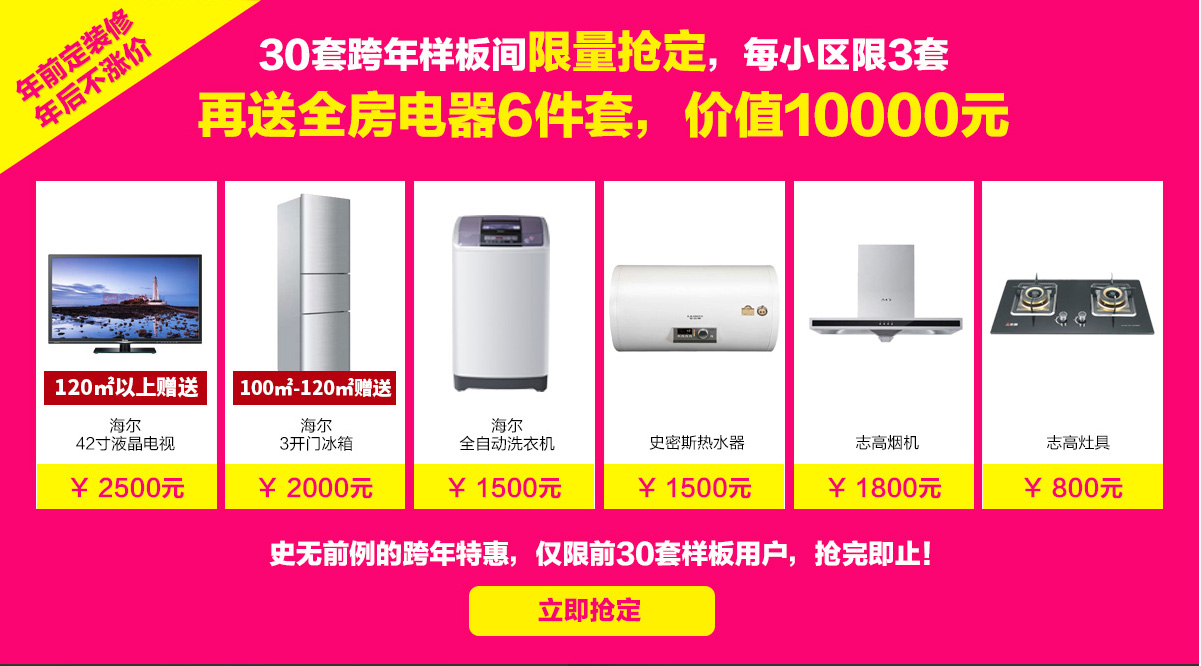 年前定装修
年后不涨价
30套跨年样板间限量抢定，每小区限3套
再送全房电器6件套，价值10000元
120㎡以上赠送
海尔
42寸液晶电视
￥ 2500元
100㎡-120㎡赠送
海尔
3开门冰箱
￥ 2000元
海尔
全自动洗衣机
￥ 1500元
史密斯热水器
￥ 1500元
志高烟机
￥ 1800元
志高灶具
￥ 800元
史无前例的跨年特惠，仅限前30套样板用户，抢完即止！
立即抢定